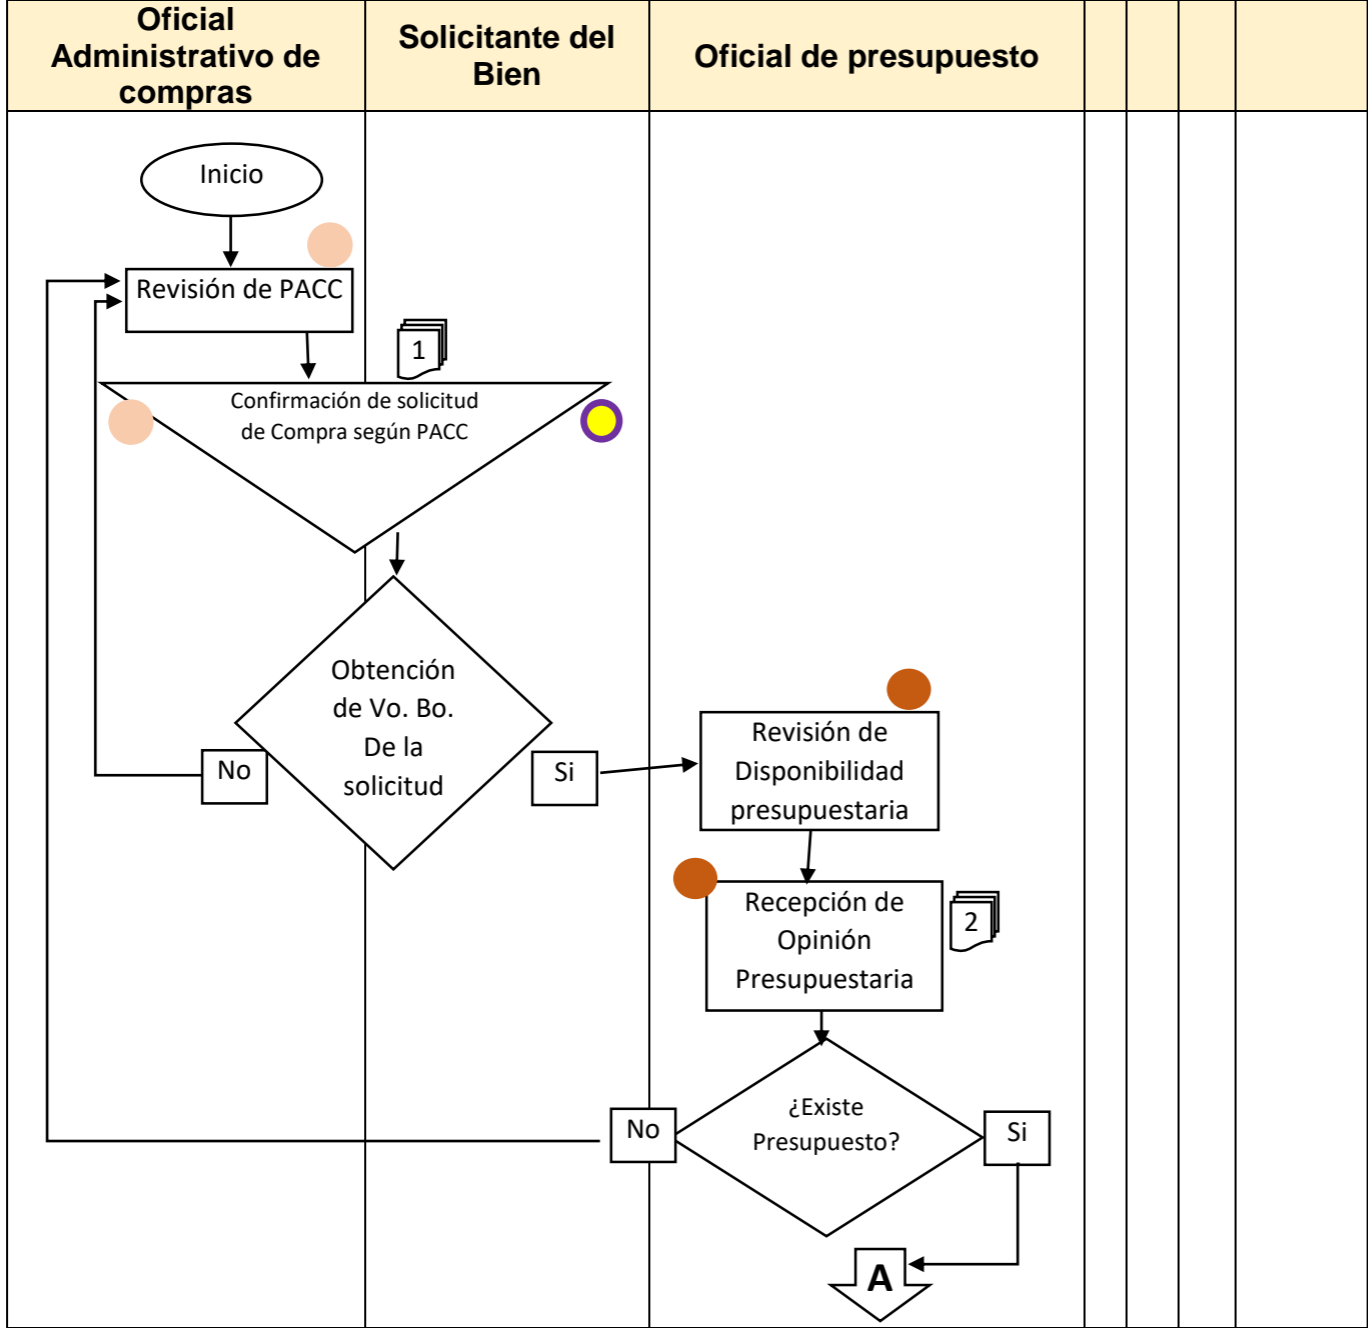 Oficial
Administrativo de
compras
Solicitante del
Bien
Oficial de presupuesto
Inicio
Revisión de PACC
1
Confirmación de solicitud
de Compra según PACC
Obtención
de Vo. Bo.
De la
solicitud
No
Si
Revisión de
Disponibilidad
presupuestaria
Recepción de
Opinión
Presupuestaria
2
¿Existe
Presupuesto?
No
Si
A